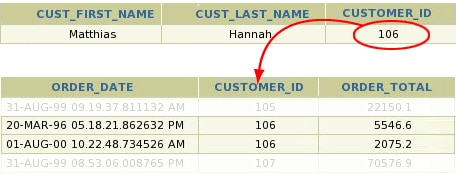 CUST_FIRST_NAME CUST_LAST_NAME CUSTOMER_ID
Matthias Hannah 106
ORDER_DATE CUSTOMER_ID ORDER_TOTAL
31-AUG-99 09.19.37.811132 AM 105 22150.1
20-MAR-96 05.18.21.862632 PM 106 5546.6
01-AUG-00 10.22.48.734526 AM 106 2075.2
31-AUG-99 08.53.06.008765 PM 107 70576.9